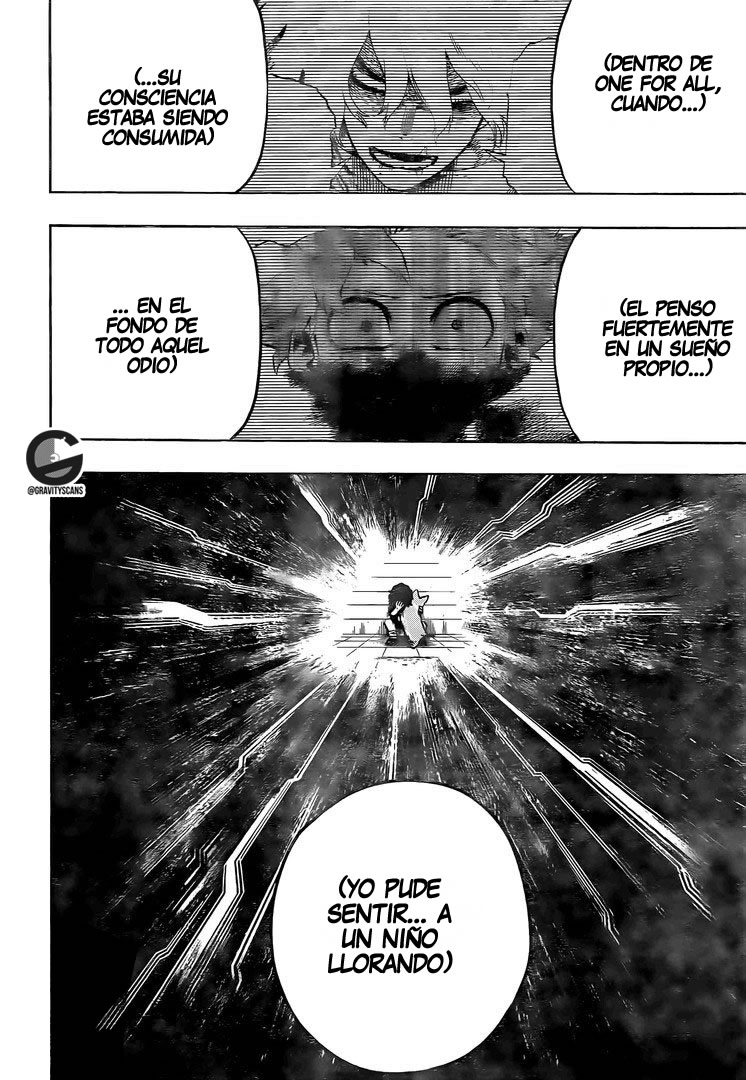 (DENTRO DE
ONE FOR ALL,
CUANDO...)
(...SU
CONSCIENCIA
ESTABA SIENDO
CONSUMIDA)
(EL PENSO
FUERTEMENTE
EN UN SUEÑO
PROPIO...)
... EN EL
FONDO DE
TODO AQUEL
ODIO)
3
@GRAVITYSCANS
(YO PUDE
SENTIR... A
UN NIÑO
LLORANDO)